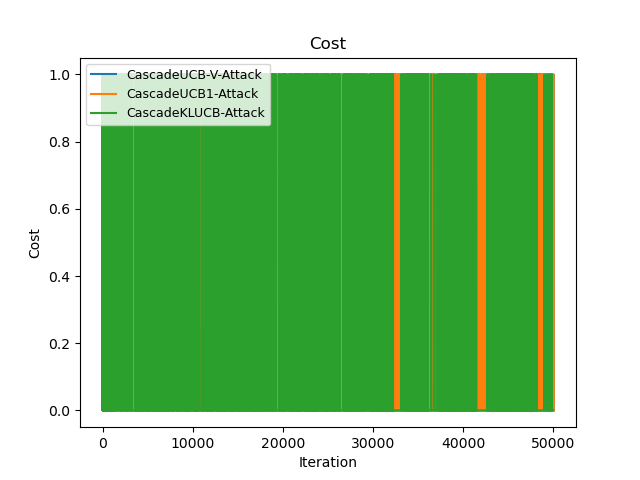 Cost
CascadeUCB-V-Attack
CascadeUCB1-Attack
CascadeKLUCB-Attack
1.0
0.8
0.6
0.4
0.2
0.0
Cost
0 10000 20000 30000 40000 50000
Iteration